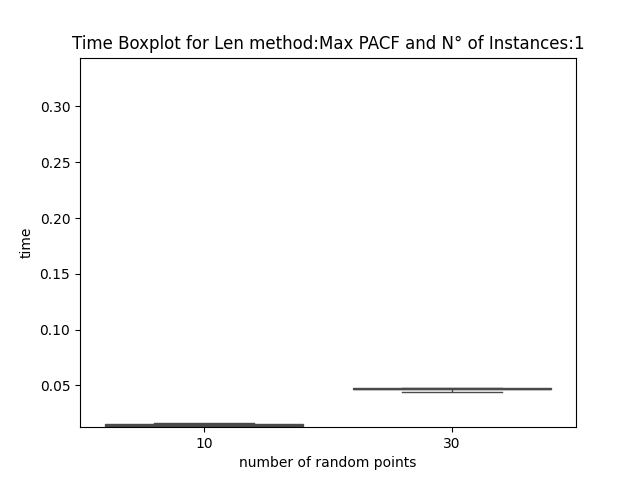 Time Boxplot for Len method:Max PACF and N° of Instances:1
0.30
0.25
0.20
0.15
0.10
0.05
time
10 30
number of random points